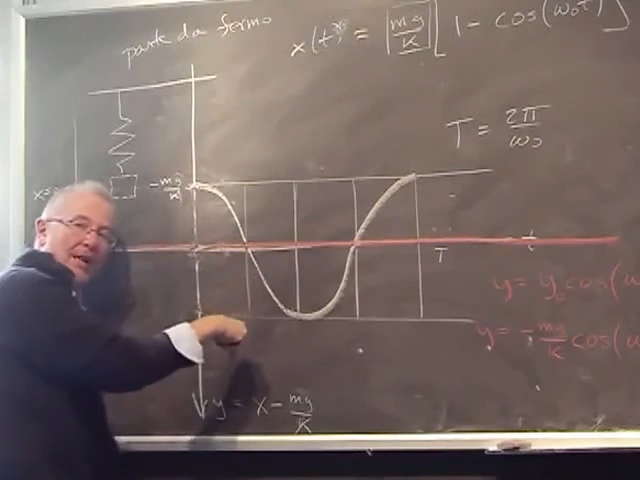 parte da fermo
x(t) = mg/K [ 1 - cos(ω₀t) ]
T = 2π/ω₀
x=
-mg/K
T
t
y = y₀ cos(ω
y = -mg/K cos(ω
y = x - mg/K